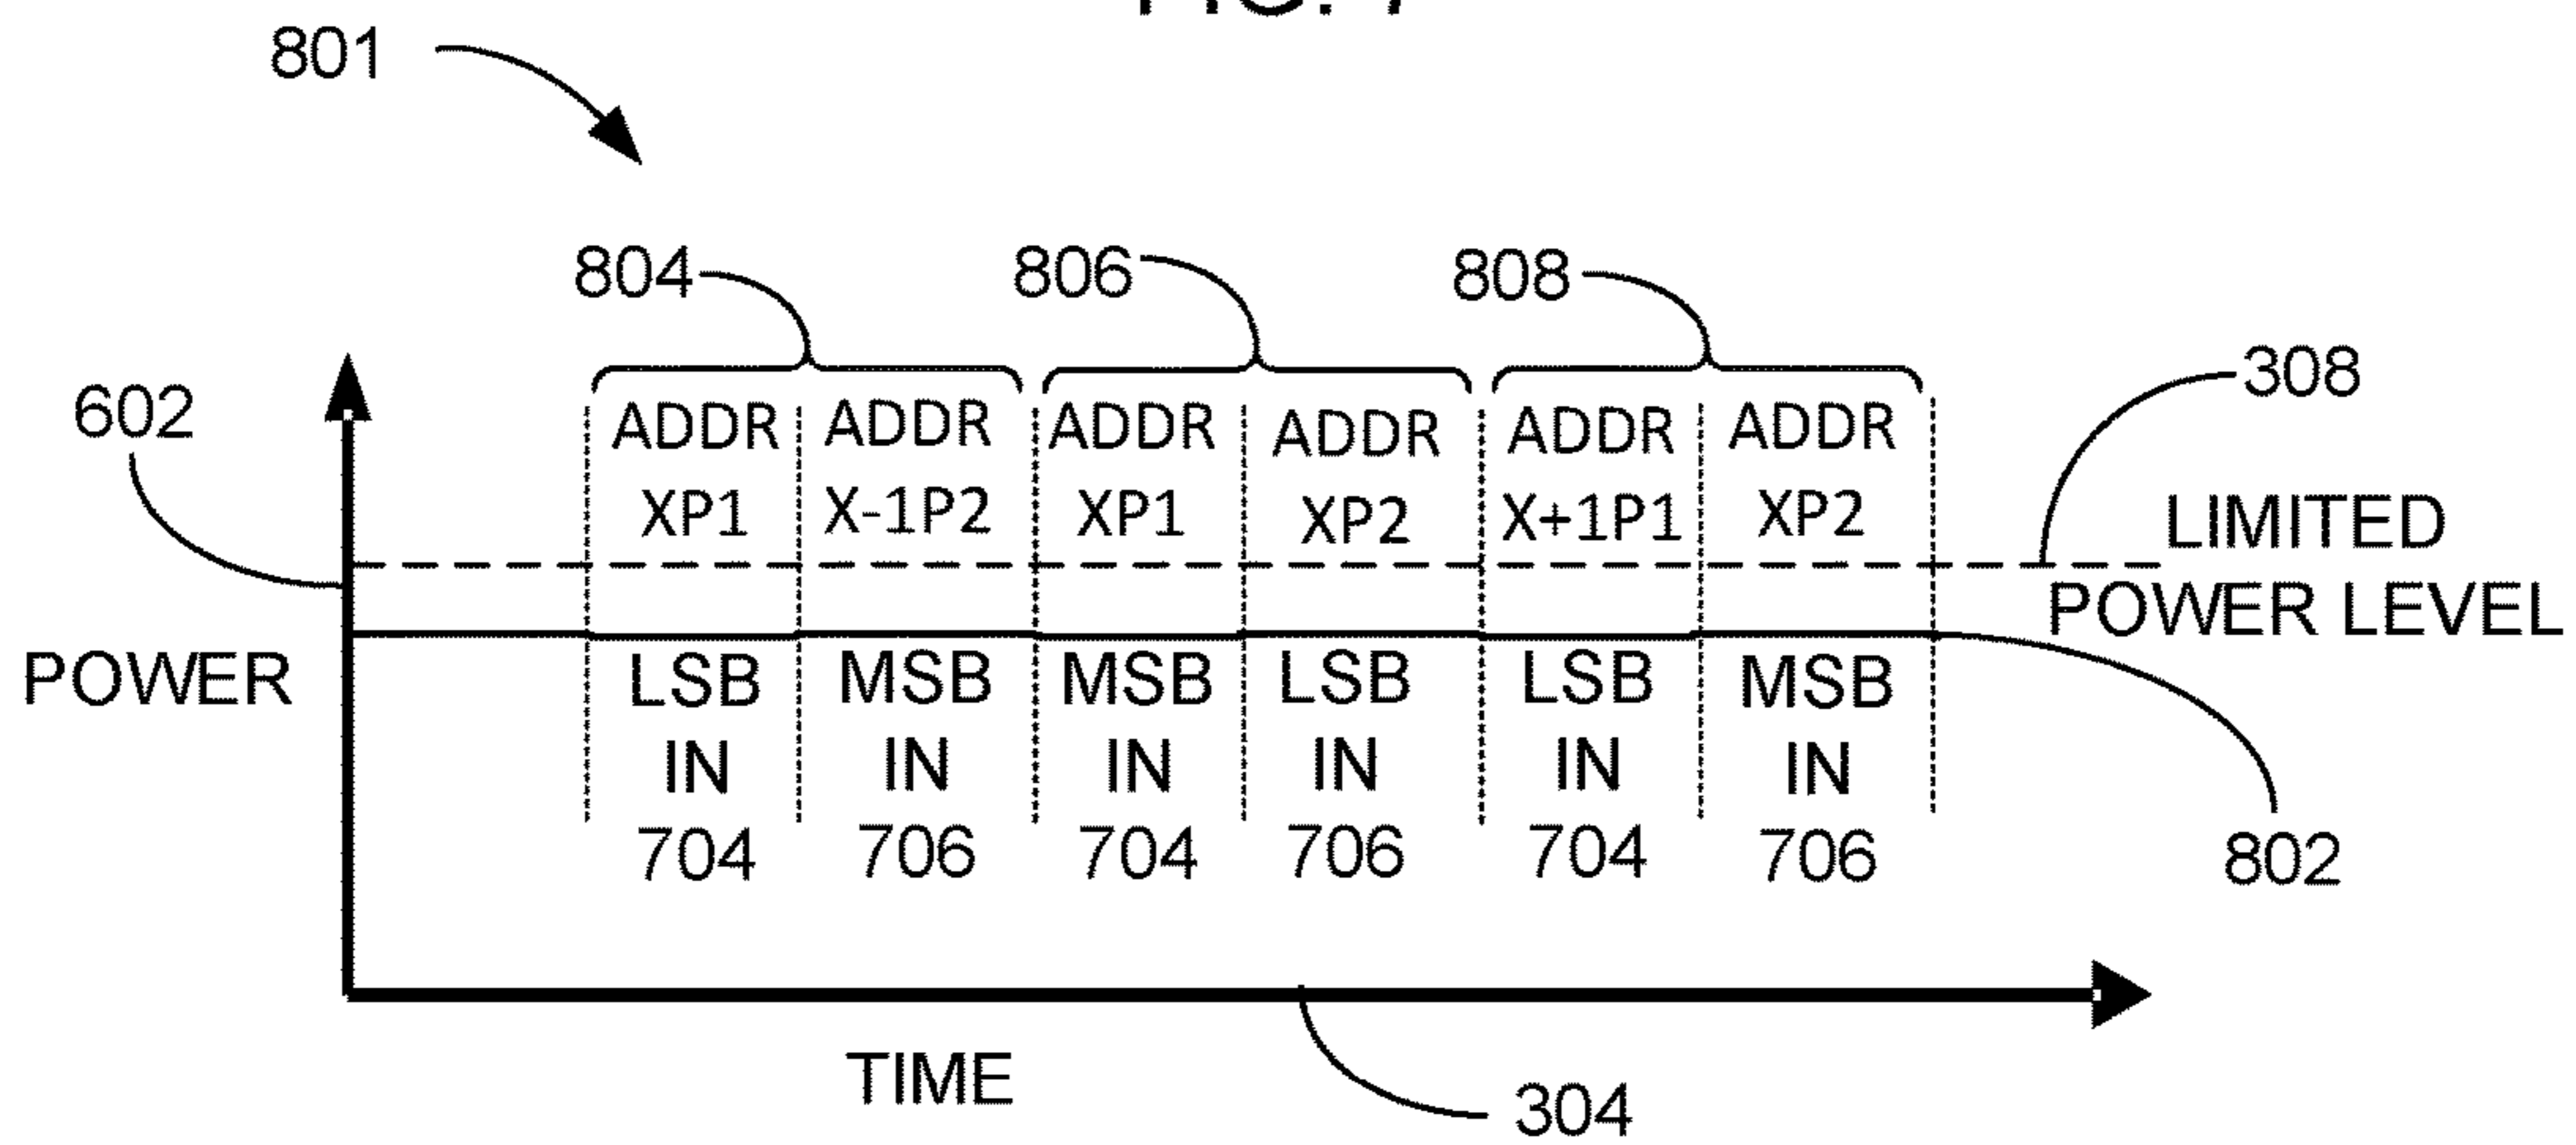 FIG. 7
801
804
806
808
308
602
ADDR XP1
ADDR X-1P2
ADDR XP1
ADDR XP2
ADDR X+1P1
ADDR XP2
LIMITED
POWER LEVEL
POWER
LSB IN 704
MSB IN 706
MSB IN 704
LSB IN 706
LSB IN 704
MSB IN 706
802
TIME
304